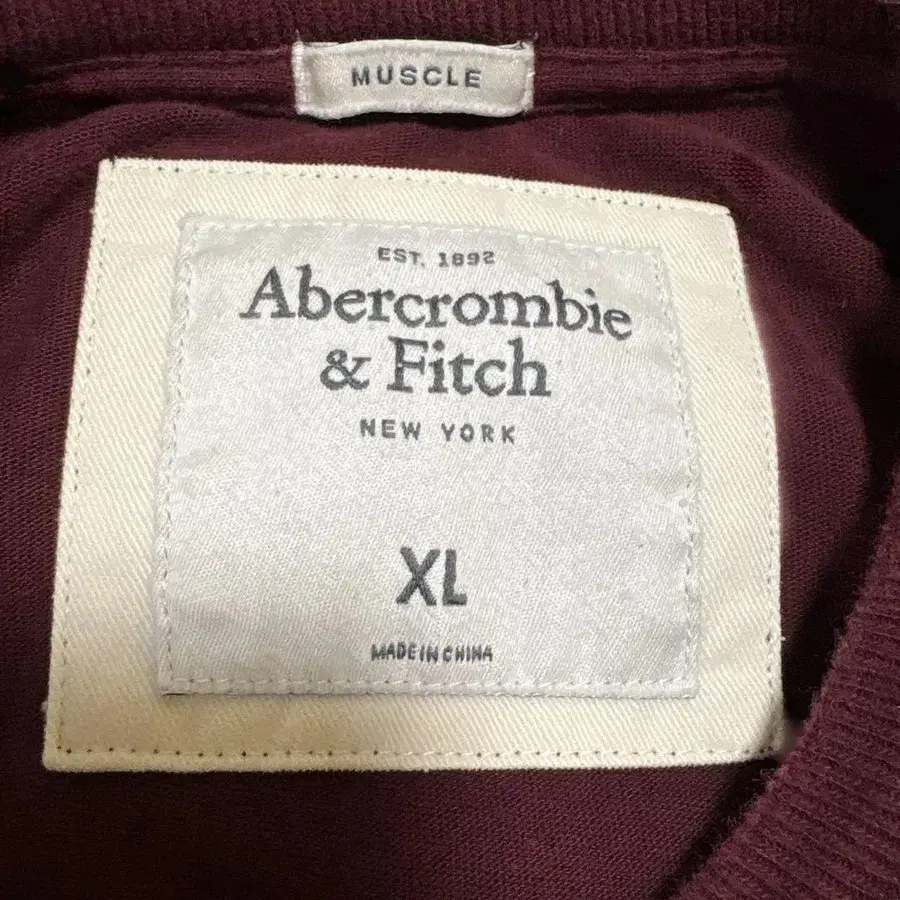 MUSCLE
EST. 1892
Abercrombie
& Fitch
NEW YORK
XL
MADE IN CHINA